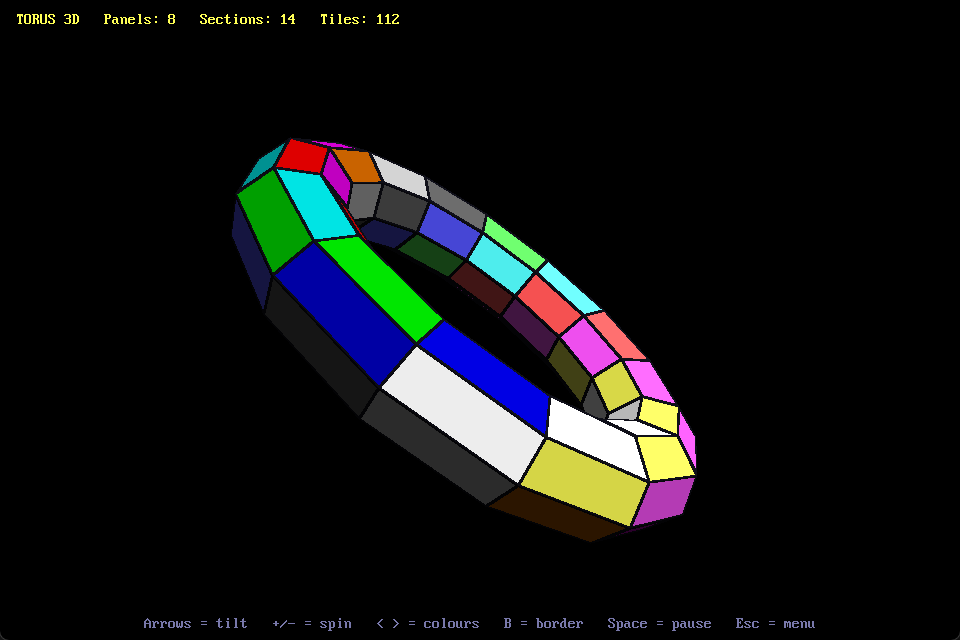 TORUS 3D   Panels: 8   Sections: 14   Tiles: 112
Arrows = tilt   +/- = spin   < > = colours   B = border   Space = pause   Esc = menu